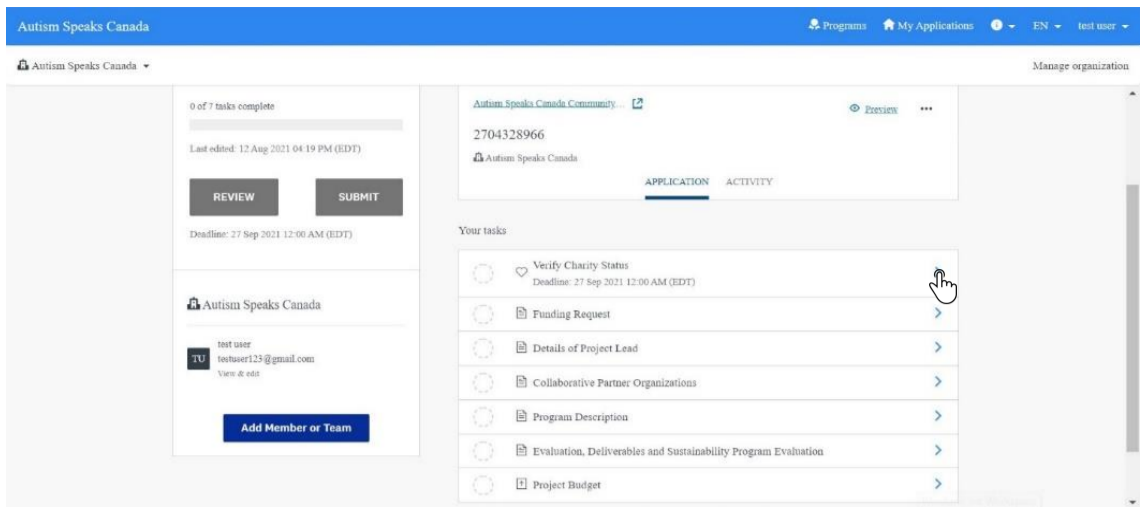 Autism Speaks Canada
Programs My Applications EN test user
Autism Speaks Canada
Manage organization
0 of 7 tasks complete
Last edited: 12 Aug 2021 04:19 PM (EDT)
REVIEW SUBMIT
Deadline: 27 Sep 2021 12:00 AM (EDT)
Autism Speaks Canada
TU
test user
testuser123@gmail.com
View & edit
Add Member or Team
Autism Speaks Canada Community...
Preview ...
2704328966
Autism Speaks Canada
APPLICATION ACTIVITY
Your tasks
Verify Charity Status
Deadline: 27 Sep 2021 12:00 AM (EDT)
Funding Request
Details of Project Lead
Collaborative Partner Organizations
Program Description
Evaluation, Deliverables and Sustainability Program Evaluation
Project Budget